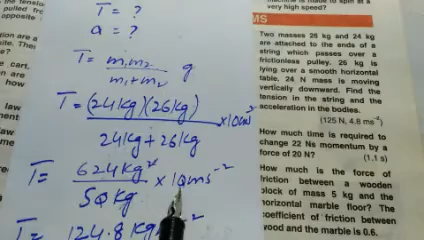 T = ?
a = ?
T = m₁m₂ / m₁+m₂ g
T = (24kg)(26kg) / 24kg+26kg × 10ms⁻²
T = 624kg² / 50kg × 10ms⁻²
T = 124.8 kg
very high speed?
MS
Two masses 26 kg and 24 kg
are attached to the ends of a
string which passes over a
frictionless pulley. 26 kg is
lying over a smooth horizontal
table. 24 N mass is moving
vertically downward. Find the
tension in the string and the
acceleration in the bodies.
(125 N, 4.8 ms⁻²)
How much time is required to
change 22 Ns momentum by a
force of 20 N?
(1.1 s)
How much is the force of
friction between a wooden
block of mass 5 kg and the
horizontal marble floor? The
coefficient of friction between
wood and the marble is 0.6.